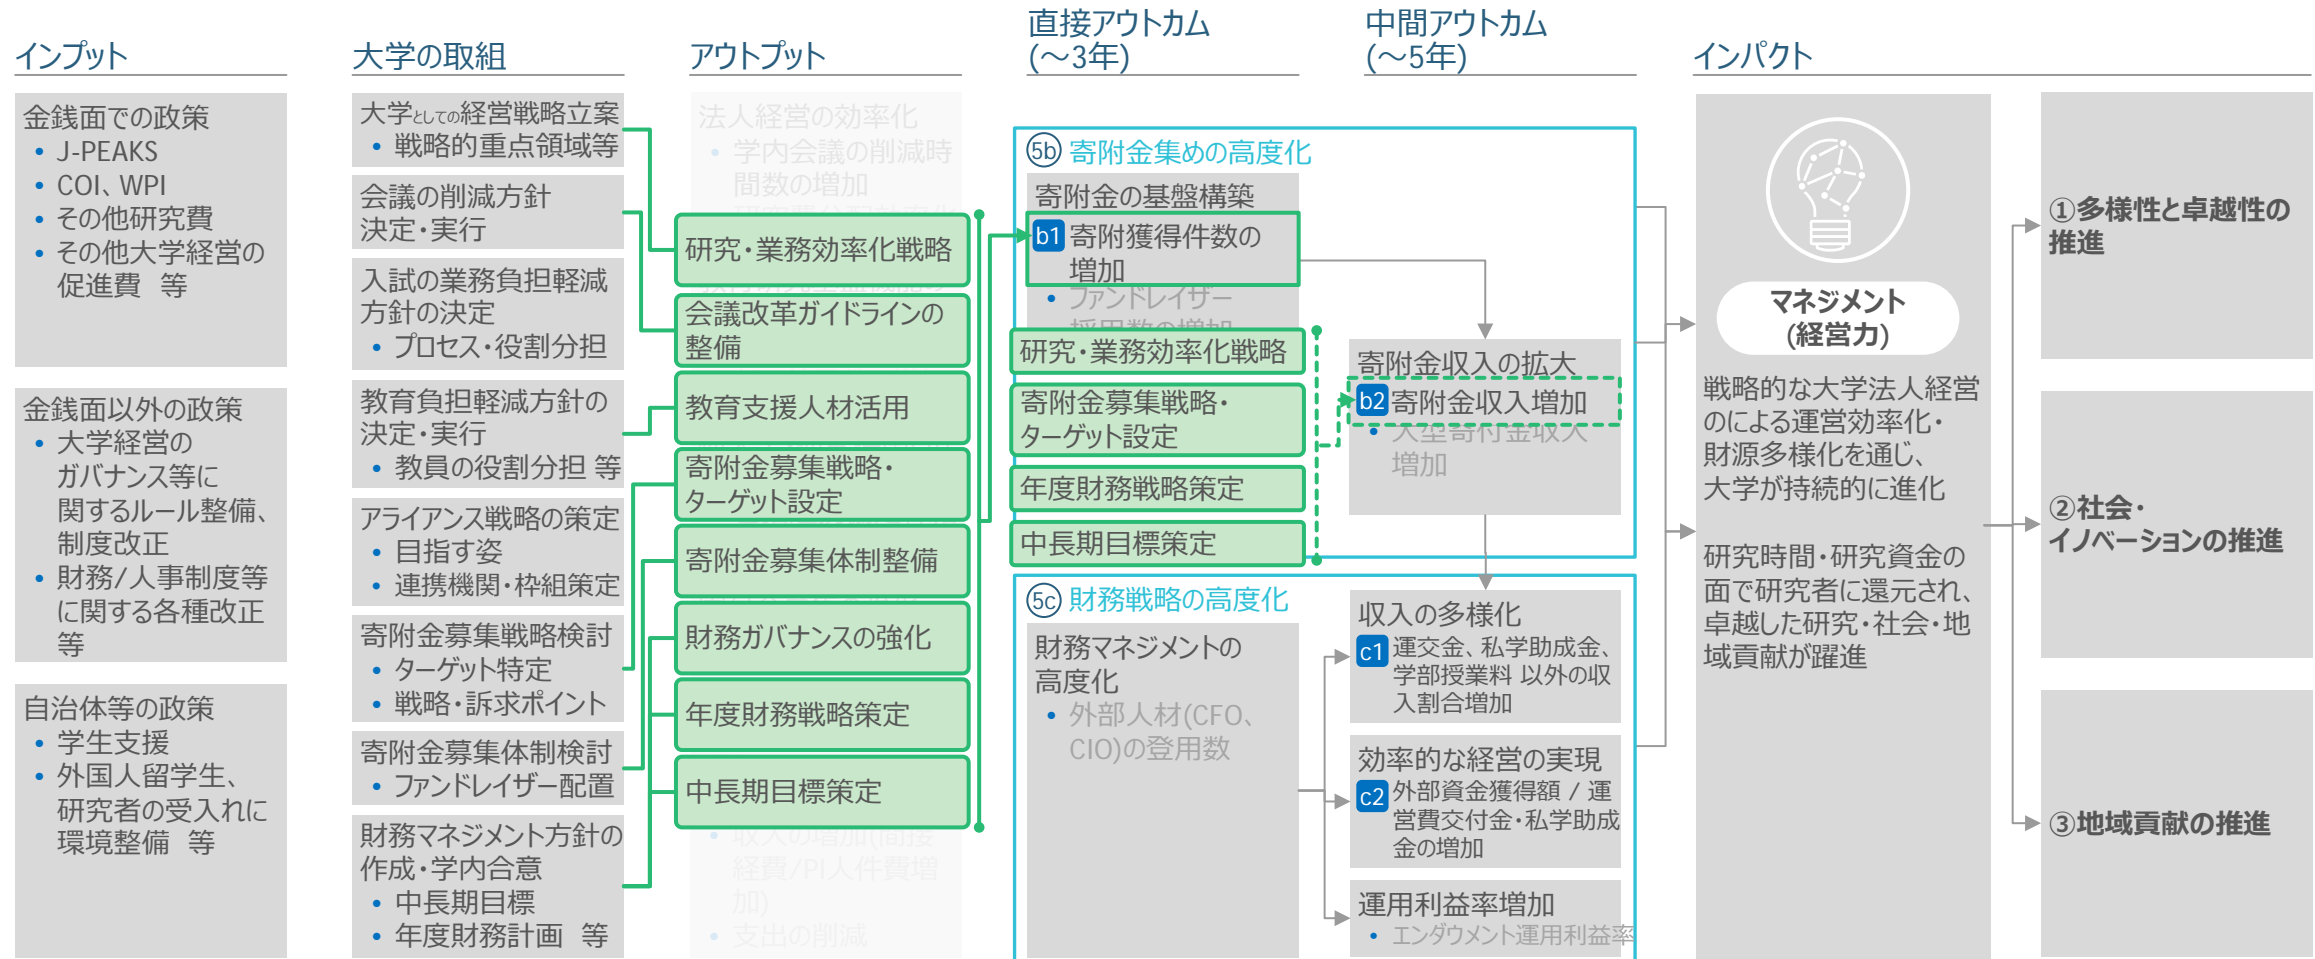 インプット
金銭面での政策
• J-PEAKS
• COI、WPI
• その他研究費
• その他大学経営の
促進費　等
金銭面以外の政策
• 大学経営の
ガバナンス等に
関するルール整備、
制度改正
• 財務/人事制度等
に関する各種改正
等
自治体等の政策
• 学生支援
• 外国人留学生、
研究者の受入れに
環境整備　等
大学の取組
大学としての経営戦略立案
• 戦略的重点領域等
会議の削減方針
決定・実行
入試の業務負担軽減
方針の決定
• プロセス・役割分担
教育負担軽減方針の
決定・実行
• 教員の役割分担 等
アライアンス戦略の策定
• 目指す姿
• 連携機関・枠組策定
寄附金募集戦略検討
• ターゲット特定
• 戦略・訴求ポイント
寄附金募集体制検討
• ファンドレイザー配置
財務マネジメント方針の
作成・学内合意
• 中長期目標
• 年度財務計画　等
アウトプット
法人経営の効率化
• 学内会議の削減時
間数の増加
研究・業務効率化戦略
会議改革ガイドラインの
整備
教育支援人材活用
寄附金募集戦略・
ターゲット設定
寄附金募集体制整備
財務ガバナンスの強化
年度財務戦略策定
中長期目標策定
• 収入の増加(間接
経費/PI人件費増
加)
• 支出の削減
直接アウトカム
(～3年)
中間アウトカム
(～5年)
5b 寄附金集めの高度化
寄附金の基盤構築
b1 寄附獲得件数の
増加
• ファンドレイザー
採用数の増加
研究・業務効率化戦略
寄附金募集戦略・
ターゲット設定
年度財務戦略策定
中長期目標策定
寄附金収入の拡大
b2 寄附金収入増加
• 大型寄付金収入
増加
5c 財務戦略の高度化
財務マネジメントの
高度化
• 外部人材(CFO、
CIO)の登用数
収入の多様化
c1 運交金、私学助成金、
学部授業料 以外の収
入割合増加
効率的な経営の実現
c2 外部資金獲得額 / 運
営費交付金・私学助成
金の増加
運用利益率増加
• エンダウメント運用利益率
インパクト
マネジメント
(経営力)
戦略的な大学法人経営
のによる運営効率化・
財源多様化を通じ、
大学が持続的に進化
研究時間・研究資金の
面で研究者に還元され、
卓越した研究・社会・地
域貢献が躍進
①多様性と卓越性の
推進
②社会・
イノベーションの推進
③地域貢献の推進